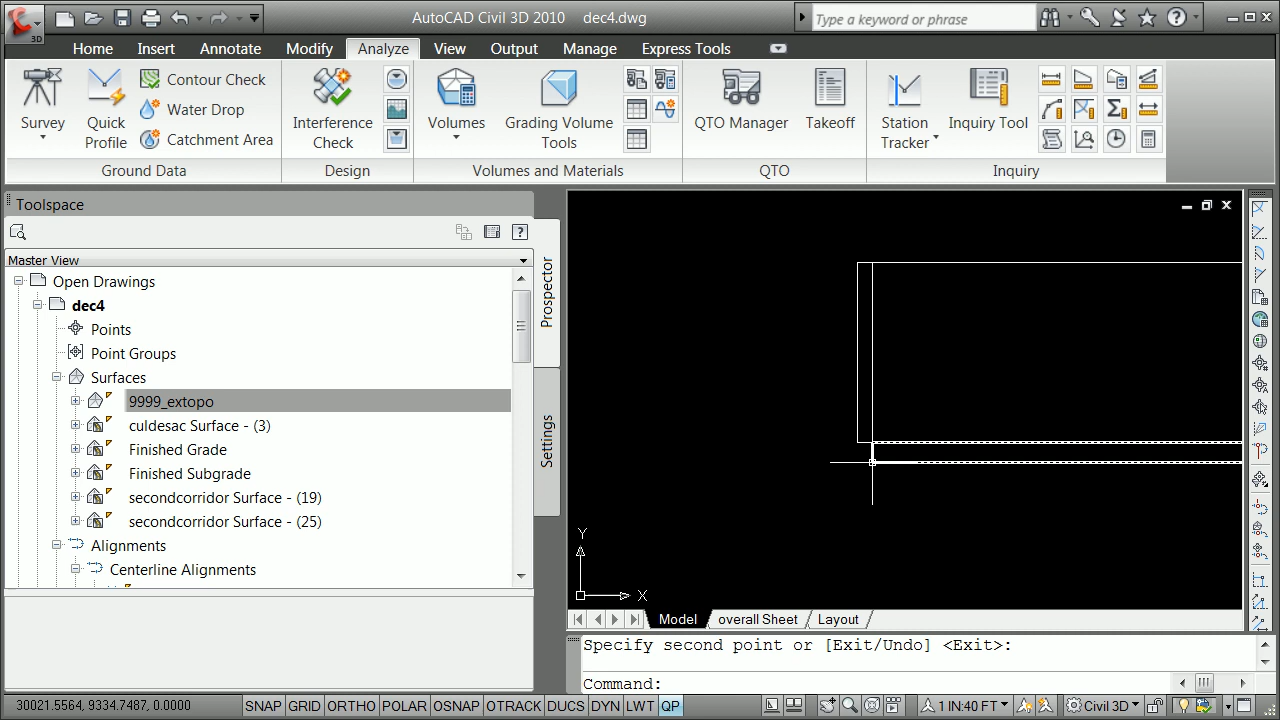 AutoCAD Civil 3D 2010 dec4.dwg
Type a keyword or phrase
3D
Home Insert Annotate Modify Analyze View Output Manage Express Tools
Survey
Quick Profile
Contour Check
Water Drop
Catchment Area
Interference Check
Volumes
Grading Volume Tools
QTO Manager
Takeoff
Station Tracker
Inquiry Tool
Ground Data
Design
Volumes and Materials
QTO
Inquiry
Toolspace
Master View
Open Drawings
dec4
Points
Point Groups
Surfaces
9999_extopo
culdesac Surface - (3)
Finished Grade
Finished Subgrade
secondcorridor Surface - (19)
secondcorridor Surface - (25)
Alignments
Centerline Alignments
Prospector
Settings
Y
X
Model overall Sheet Layout
Specify second point or [Exit/Undo] <Exit>:
Command:
30021.5564, 9334.7487, 0.0000 SNAP GRID ORTHO POLAR OSNAP OTRACK DUCS DYN LWT QP 1 IN:40 FT Civil 3D